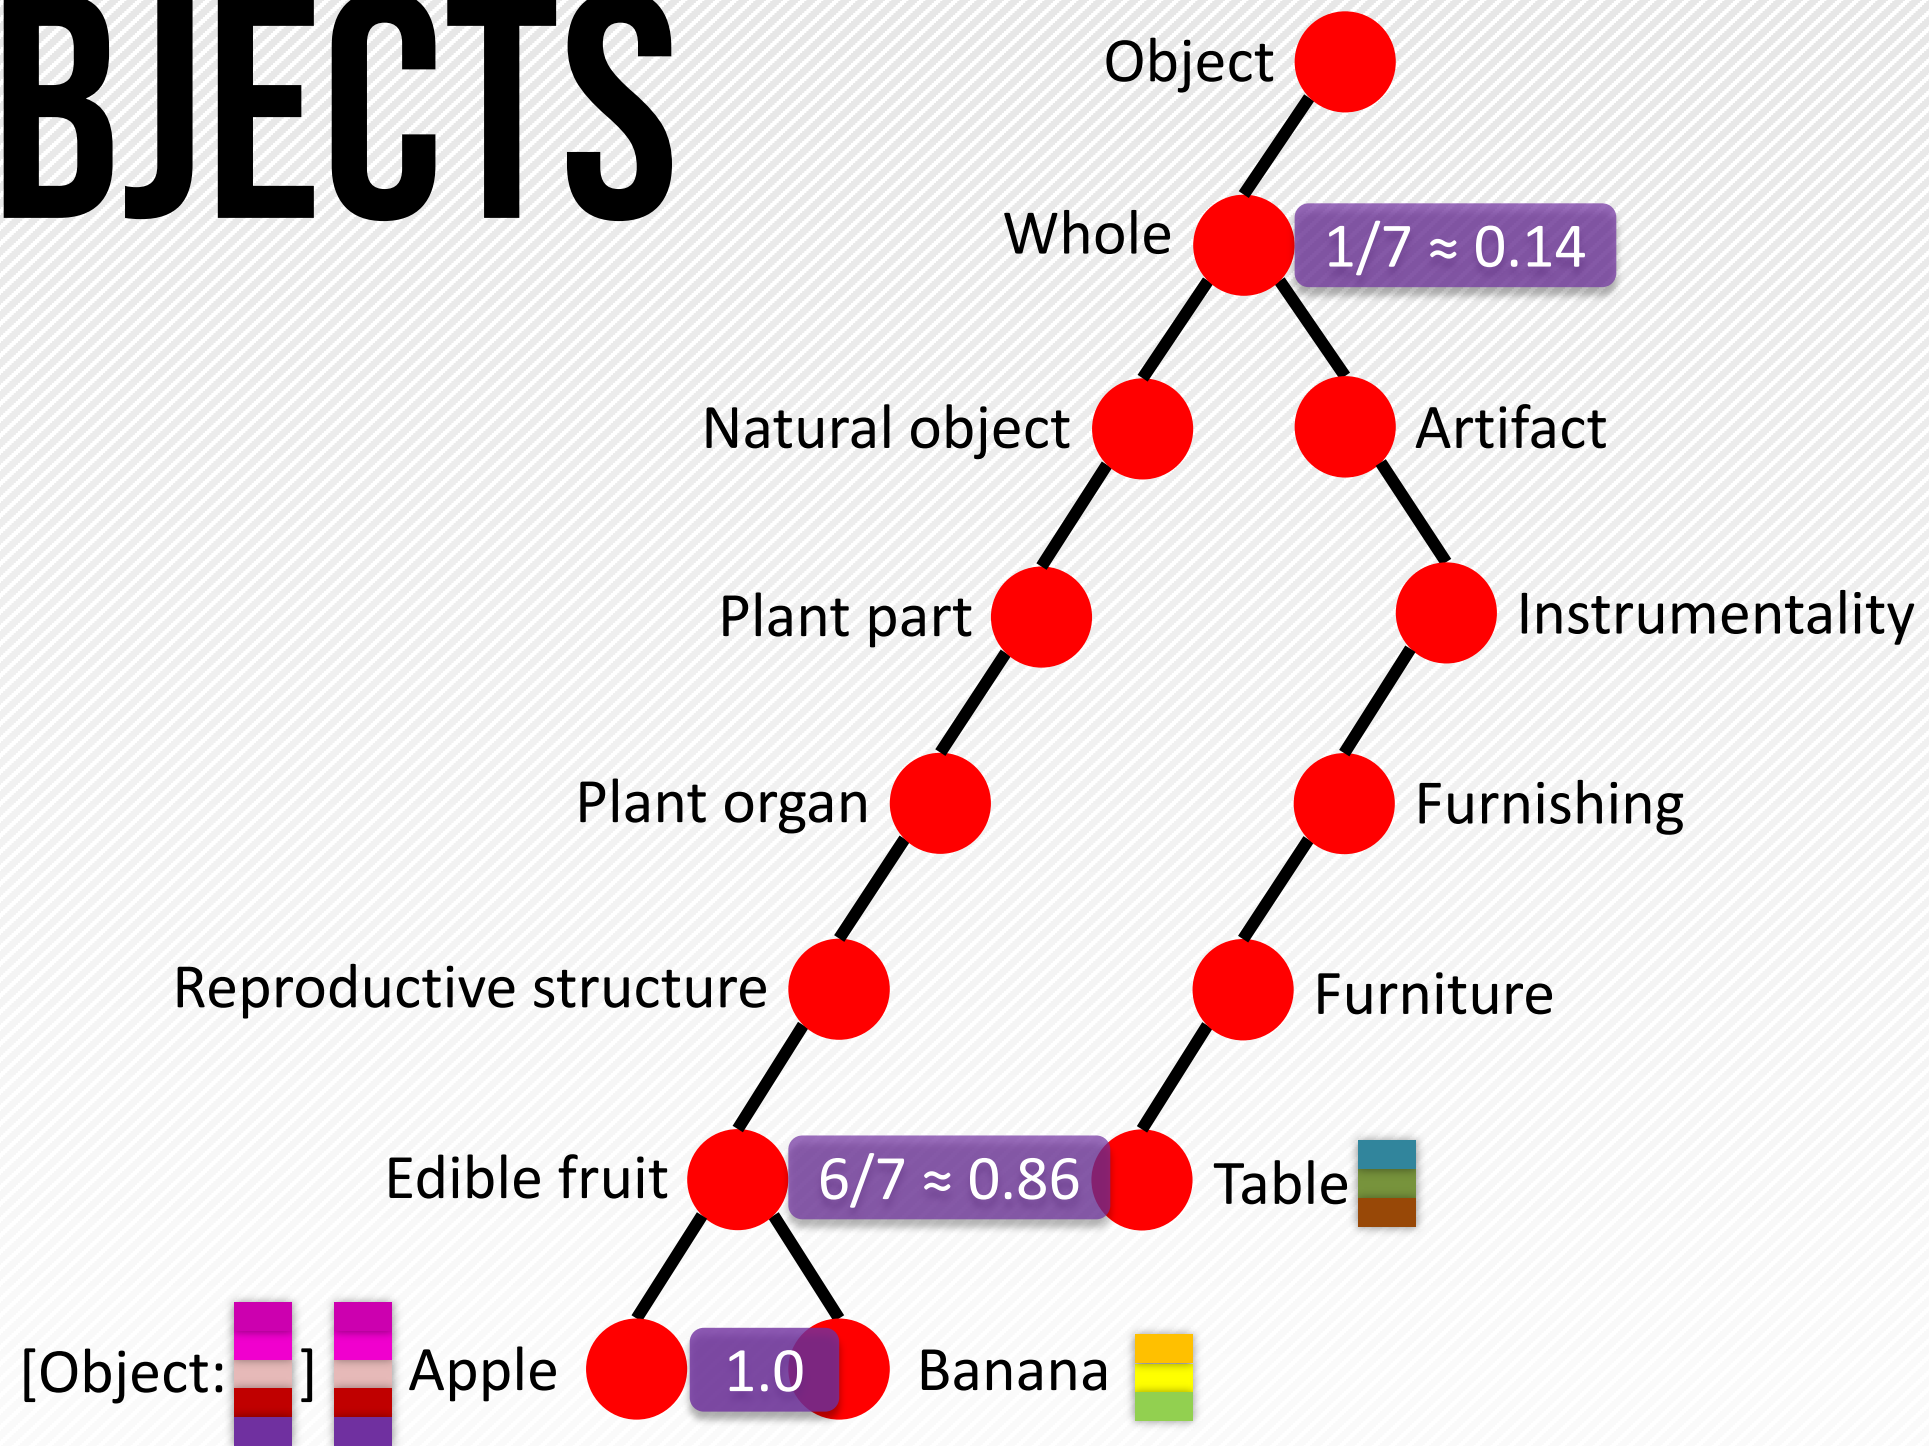 BJECTS
Object
Whole
1/7 ≈ 0.14
Natural object
Artifact
Plant part
Instrumentality
Plant organ
Furnishing
Reproductive structure
Furniture
Edible fruit
6/7 ≈ 0.86
Table
[Object: ]
Apple
1.0
Banana